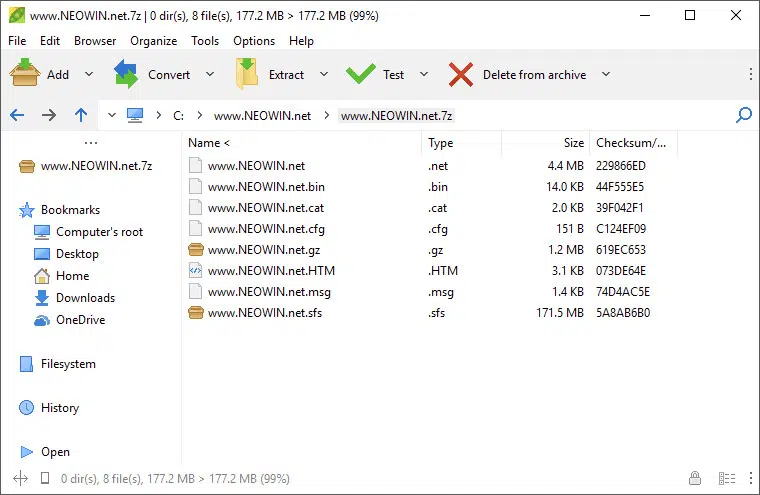 www.NEOWIN.net.7z | 0 dir(s), 8 file(s), 177.2 MB > 177.2 MB (99%)
File Edit Browser Organize Tools Options Help
Add Convert Extract Test Delete from archive
C: www.NEOWIN.net www.NEOWIN.net.7z
Name < Type Size Checksum/...
www.NEOWIN.net.7z www.NEOWIN.net .net 4.4 MB 229866ED
www.NEOWIN.net.bin .bin 14.0 KB 44F555E5
Bookmarks www.NEOWIN.net.cat .cat 2.0 KB 39F042F1
Computer's root www.NEOWIN.net.cfg .cfg 151 B C124EF09
Desktop www.NEOWIN.net.gz .gz 1.2 MB 619EC653
Home www.NEOWIN.net.HTM .HTM 3.1 KB 073DE64E
Downloads www.NEOWIN.net.msg .msg 1.4 KB 74D4AC5E
OneDrive www.NEOWIN.net.sfs .sfs 171.5 MB 5A8AB6B0
Filesystem
History
Open
0 dir(s), 8 file(s), 177.2 MB > 177.2 MB (99%)